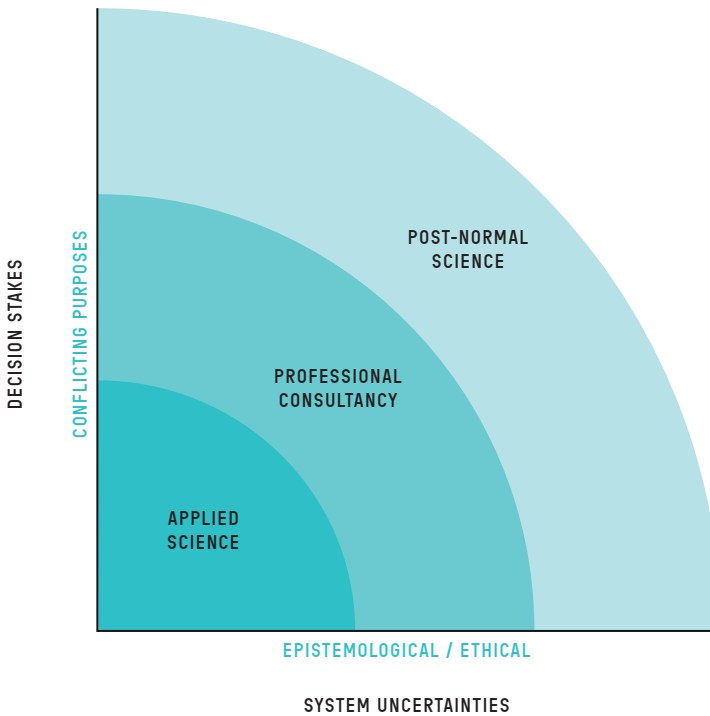 POST-NORMAL
SCIENCE
PROFESSIONAL
CONSULTANCY
APPLIED
SCIENCE
DECISION STAKES
CONFLICTING PURPOSES
EPISTEMOLOGICAL / ETHICAL
SYSTEM UNCERTAINTIES